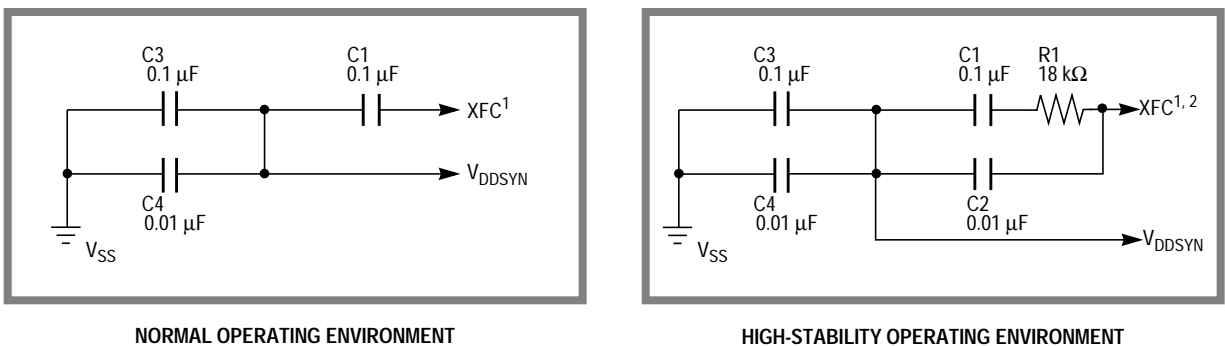 C3
0.1 µF
C1
0.1 µF
XFC1
C4
0.01 µF
VDDSYN
VSS
NORMAL OPERATING ENVIRONMENT
C3
0.1 µF
C1
0.1 µF
R1
18 kΩ
XFC1, 2
C4
0.01 µF
C2
0.01 µF
VDDSYN
VSS
HIGH-STABILITY OPERATING ENVIRONMENT